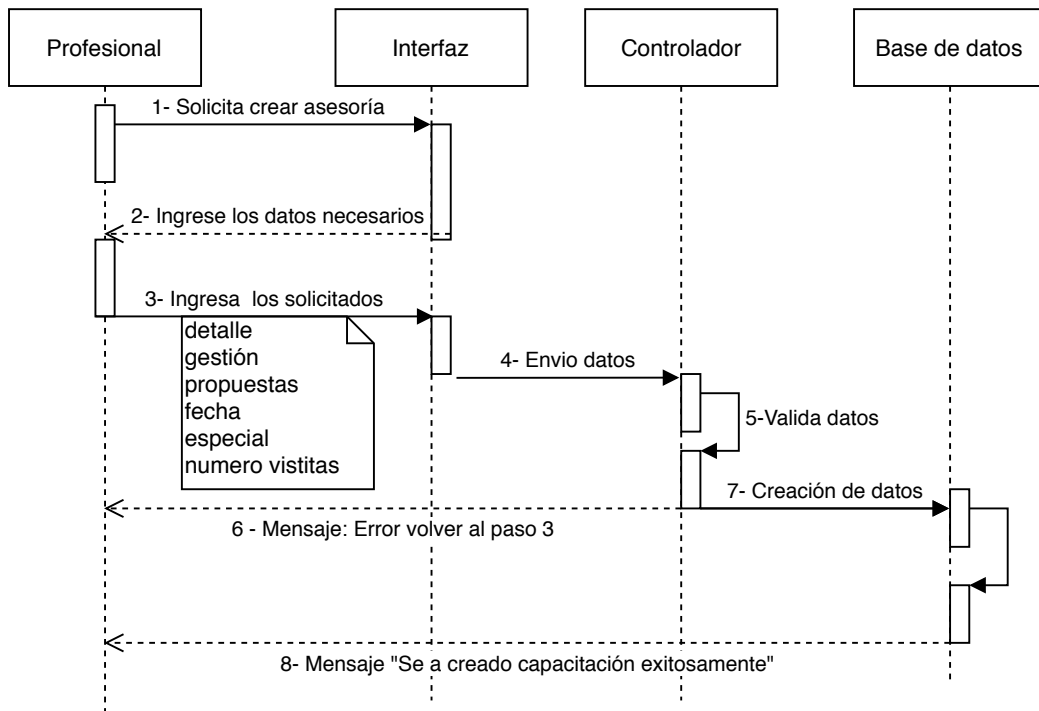 Profesional
Interfaz
Controlador
Base de datos
1- Solicita crear asesoría
2- Ingrese los datos necesarios
3- Ingresa los solicitados
detalle
gestión
propuestas
fecha
especial
numero vistitas
4- Envio datos
5-Valida datos
7- Creación de datos
6 - Mensaje: Error volver al paso 3
8- Mensaje "Se a creado capacitación exitosamente"